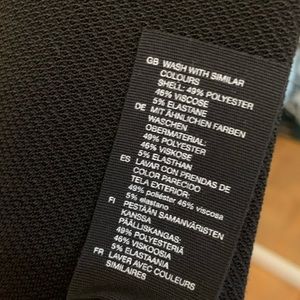 GB WASH WITH SIMILAR
COLOURS
SHELL: 49% POLYESTER
46% VISCOSE
5% ELASTANE
DE MIT ÄHNLICHEN FARBEN
WASCHEN
OBERMATERIAL:
49% POLYESTER
46% VISKOSE
5% ELASTHAN
ES LAVAR CON PRENDAS DE
COLOR PARECIDO
TELA EXTERIOR:
49% poliéster 46% viscosa
5% elastano
FI PESTÄÄN SAMANVÄRISTEN
KANSSA
PÄÄLLISKANGAS:
49% POLYESTERIÄ
46% VISKOOSIA
5% ELASTAANIA
FR LAVER AVEC COULEURS
SIMILAIRES